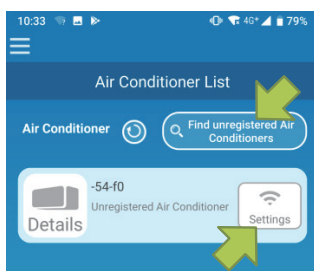 10:33 4G+ 79%
Air Conditioner List
Air Conditioner
Find unregistered Air
Conditioners
-54-f0
Unregistered Air Conditioner
Details
Settings